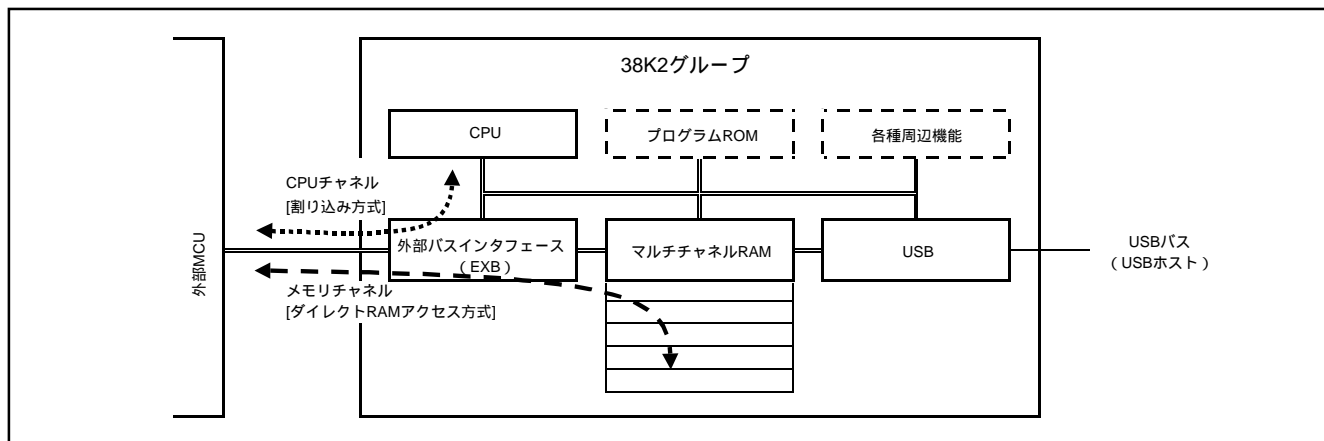 38K2グループ
CPU
プログラムROM
各種周辺機能
CPUチャネル
[割り込み方式]
外部MCU
外部バスインタフェース
（EXB）
マルチチャネルRAM
USB
USBバス
（USBホスト）
メモリチャネル
[ダイレクトRAMアクセス方式]